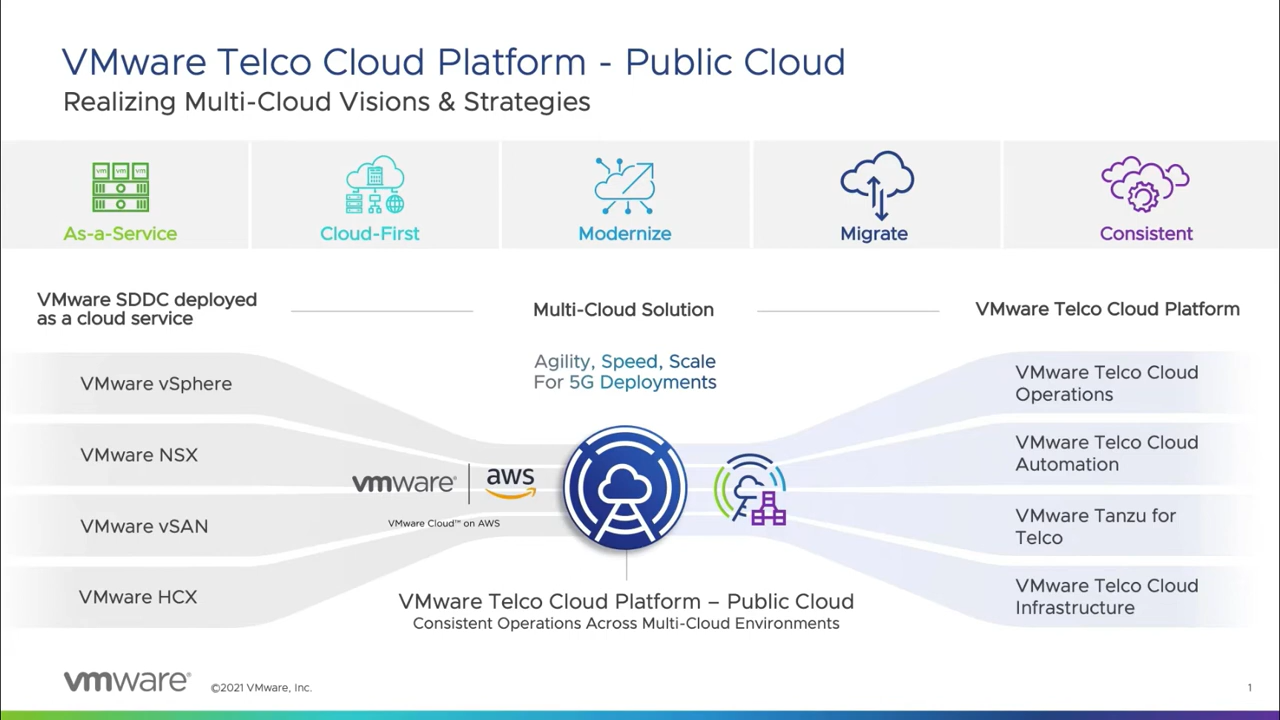 VMware Telco Cloud Platform - Public Cloud
Realizing Multi-Cloud Visions & Strategies
vm vm vm
As-a-Service
Cloud-First
Modernize
Migrate
Consistent
VMware SDDC deployed
as a cloud service
Multi-Cloud Solution
VMware Telco Cloud Platform
Agility, Speed, Scale
For 5G Deployments
VMware vSphere
VMware NSX
VMware vSAN
VMware HCX
vmware®
aws
VMware Cloud™ on AWS
VMware Telco Cloud
Operations
VMware Telco Cloud
Automation
VMware Tanzu for
Telco
VMware Telco Cloud
Infrastructure
VMware Telco Cloud Platform – Public Cloud
Consistent Operations Across Multi-Cloud Environments
vmware®
©2021 VMware, Inc.
1